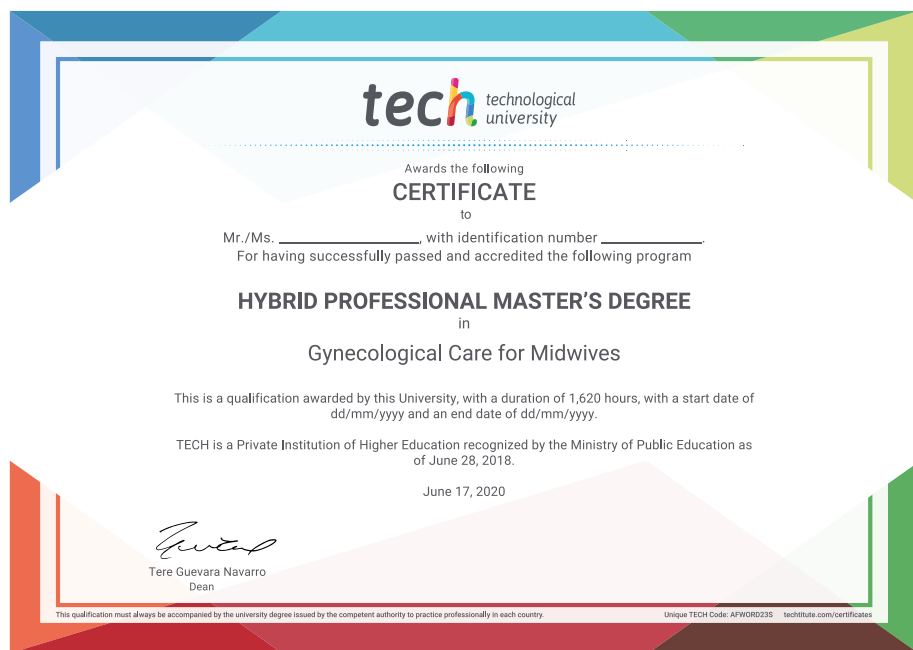 tech technological
university
Awards the following
CERTIFICATE
to
Mr./Ms. ____________________, with identification number ______________.
For having successfully passed and accredited the following program
HYBRID PROFESSIONAL MASTER'S DEGREE
in
Gynecological Care for Midwives
This is a qualification awarded by this University, with a duration of 1,620 hours, with a start date of
dd/mm/yyyy and an end date of dd/mm/yyyy.
TECH is a Private Institution of Higher Education recognized by the Ministry of Public Education as
of June 28, 2018.
June 17, 2020
Tere Guevara Navarro
Dean
This qualification must always be accompanied by the university degree issued by the competent authority to practice professionally in each country.
Unique TECH Code: AFWORD23S techtitute.com/certificates